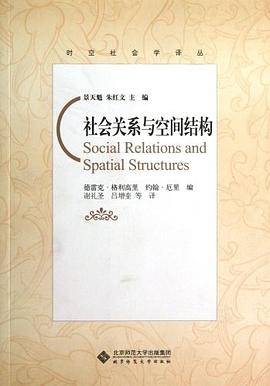 时空社会学译丛
景天魁 朱红文 主编
社会关系与空间结构
Social Relations and
Spatial Structures
德雷克·格利高里 约翰·厄里 编
谢礼圣 吕增奎 等 译
北京师范大学出版集团
北京师范大学出版社